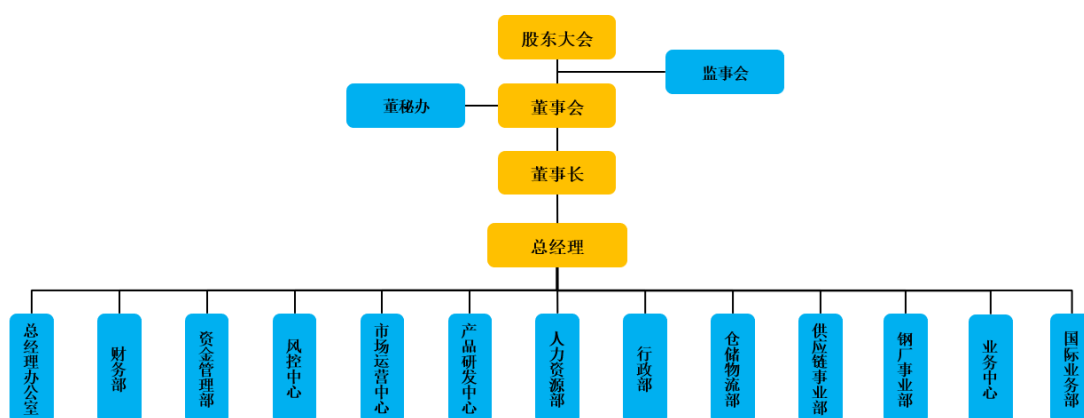 股东大会
监事会
董秘办
董事会
董事长
总经理
总经理办公室
财务部
资金管理部
风控中心
市场运营中心
产品研发中心
人力资源部
行政部
仓储物流部
供应链事业部
钢厂事业部
业务中心
国际业务部